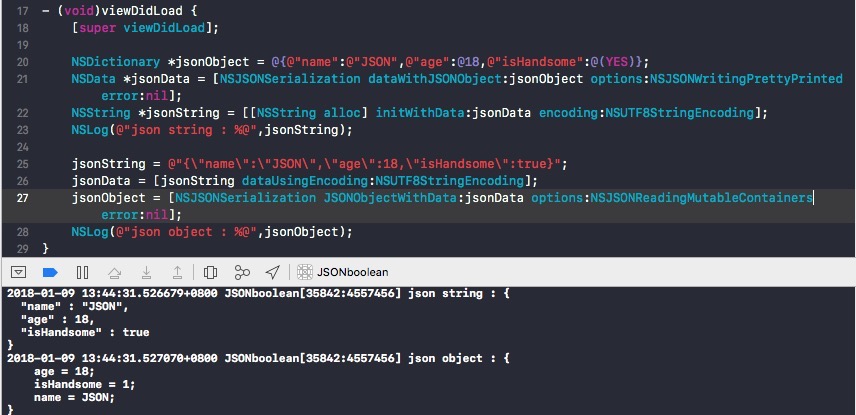 17 - (void)viewDidLoad {
18 [super viewDidLoad];
19
20 NSDictionary *jsonObject = @{@"name":@"JSON",@"age":@18,@"isHandsome":@(YES)};
21 NSData *jsonData = [NSJSONSerialization dataWithJSONObject:jsonObject options:NSJSONWritingPrettyPrinted
error:nil];
22 NSString *jsonString = [[NSString alloc] initWithData:jsonData encoding:NSUTF8StringEncoding];
23 NSLog(@"json string : %@",jsonString);
24
25 jsonString = @"{\"name\":\"JSON\",\"age\":18,\"isHandsome\":true}";
26 jsonData = [jsonString dataUsingEncoding:NSUTF8StringEncoding];
27 jsonObject = [NSJSONSerialization JSONObjectWithData:jsonData options:NSJSONReadingMutableContainers
error:nil];
28 NSLog(@"json object : %@",jsonObject);
29 }
JSONboolean
2018-01-09 13:44:31.526679+0800 JSONboolean[35842:4557456] json string : {
"name" : "JSON",
"age" : 18,
"isHandsome" : true
}
2018-01-09 13:44:31.527070+0800 JSONboolean[35842:4557456] json object : {
age = 18;
isHandsome = 1;
name = JSON;
}